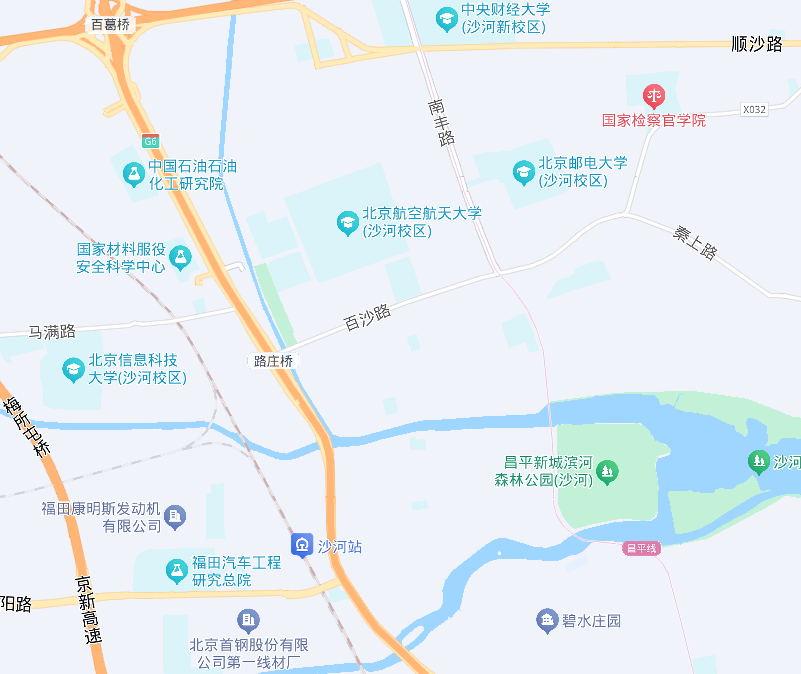 中央财经大学
(沙河新校区)
百葛桥
顺沙路
南丰路
国家检察官学院
X032
G6
中国石油石油
化工研究院
北京邮电大学
(沙河校区)
北京航空航天大学
(沙河校区)
国家材料服役
安全科学中心
秦上路
百沙路
马满路
路庄桥
北京信息科技
大学(沙河校区)
梅所屯桥
昌平新城滨河
森林公园(沙河)
沙河
福田康明斯发动机
有限公司
沙河站
昌平线
福田汽车工程
研究总院
阳路
京新高速
北京首钢股份有限
公司第一线材厂
碧水庄园